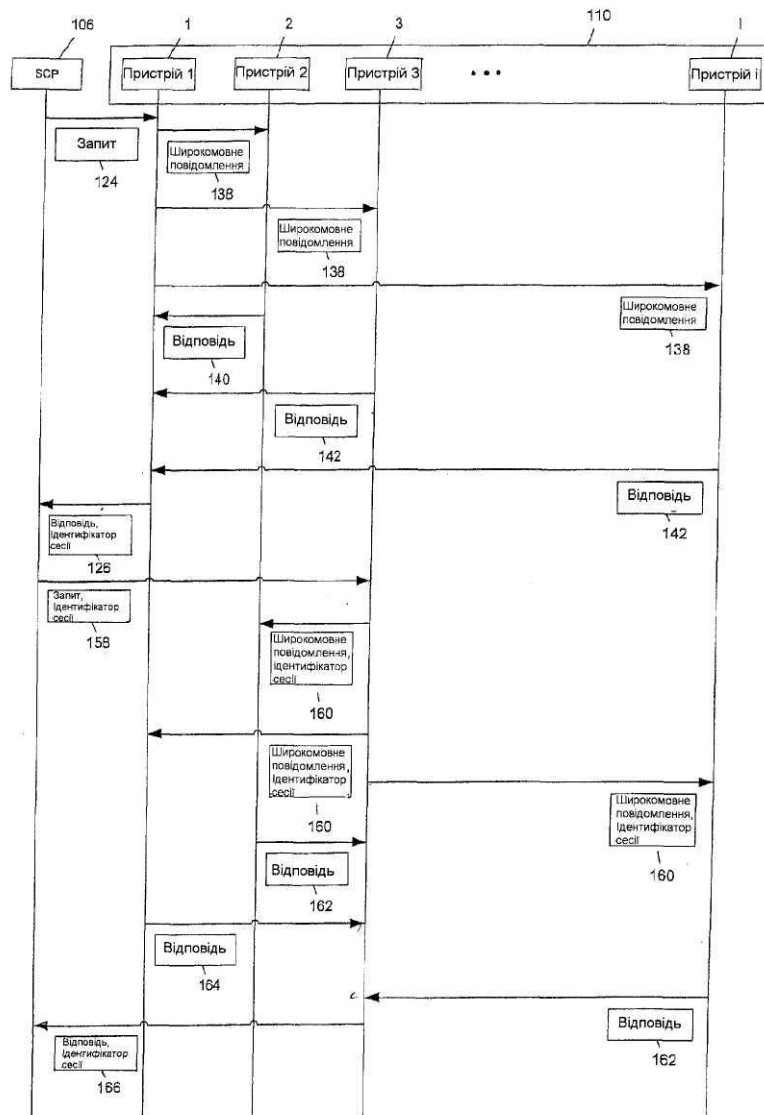 106
1
2
3
110
I
SCP
Пристрій 1
Пристрій 2
Пристрій 3
• • •
Пристрій i
Запит
124
Широкомовне
повідомлення
138
Широкомовне
повідомлення
138
Широкомовне
повідомлення
138
Відповідь
140
Відповідь
142
Відповідь
142
Відповідь,
Ідентифікатор
сесії
126
Запит,
Ідентифікатор
сесії
158
Широкомовне
повідомлення,
ідентифікатор
сесії
160
Широкомовне
повідомлення,
Ідентифікатор
сесії
160
Широкомовне
повідомлення,
Ідентифікатор
сесії
160
Відповідь
162
Відповідь
164
Відповідь
162
Відповідь,
Ідентифікатор
сесії
166